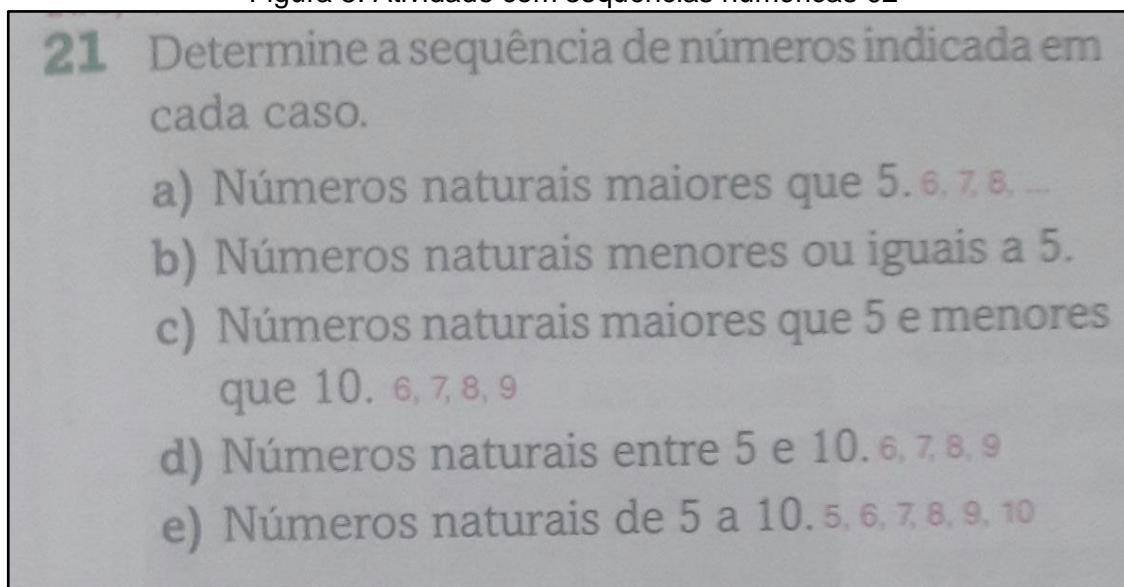 21 Determine a sequência de números indicada em
cada caso.
a) Números naturais maiores que 5. 6, 7, 8, ...
b) Números naturais menores ou iguais a 5.
c) Números naturais maiores que 5 e menores
que 10. 6, 7, 8, 9
d) Números naturais entre 5 e 10. 6, 7, 8, 9
e) Números naturais de 5 a 10. 5, 6, 7, 8, 9, 10